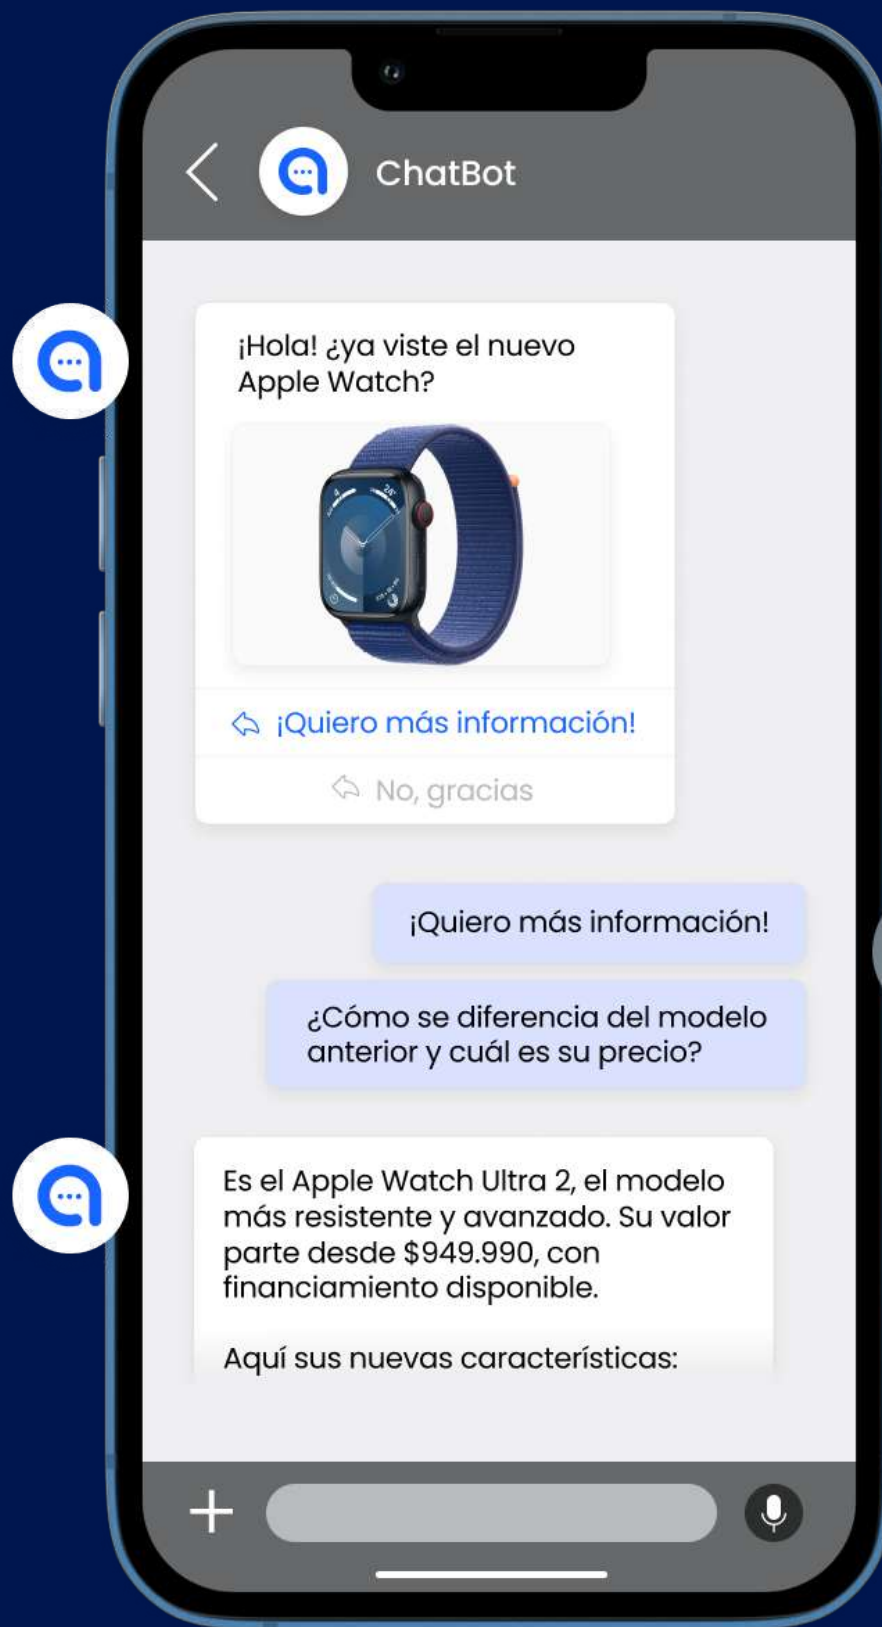 ChatBot
¡Hola! ¿ya viste el nuevo
Apple Watch?
¡Quiero más información!
No, gracias
¡Quiero más información!
¿Cómo se diferencia del modelo
anterior y cuál es su precio?
Es el Apple Watch Ultra 2, el modelo
más resistente y avanzado. Su valor
parte desde $949.990, con
financiamiento disponible.
Aquí sus nuevas características: